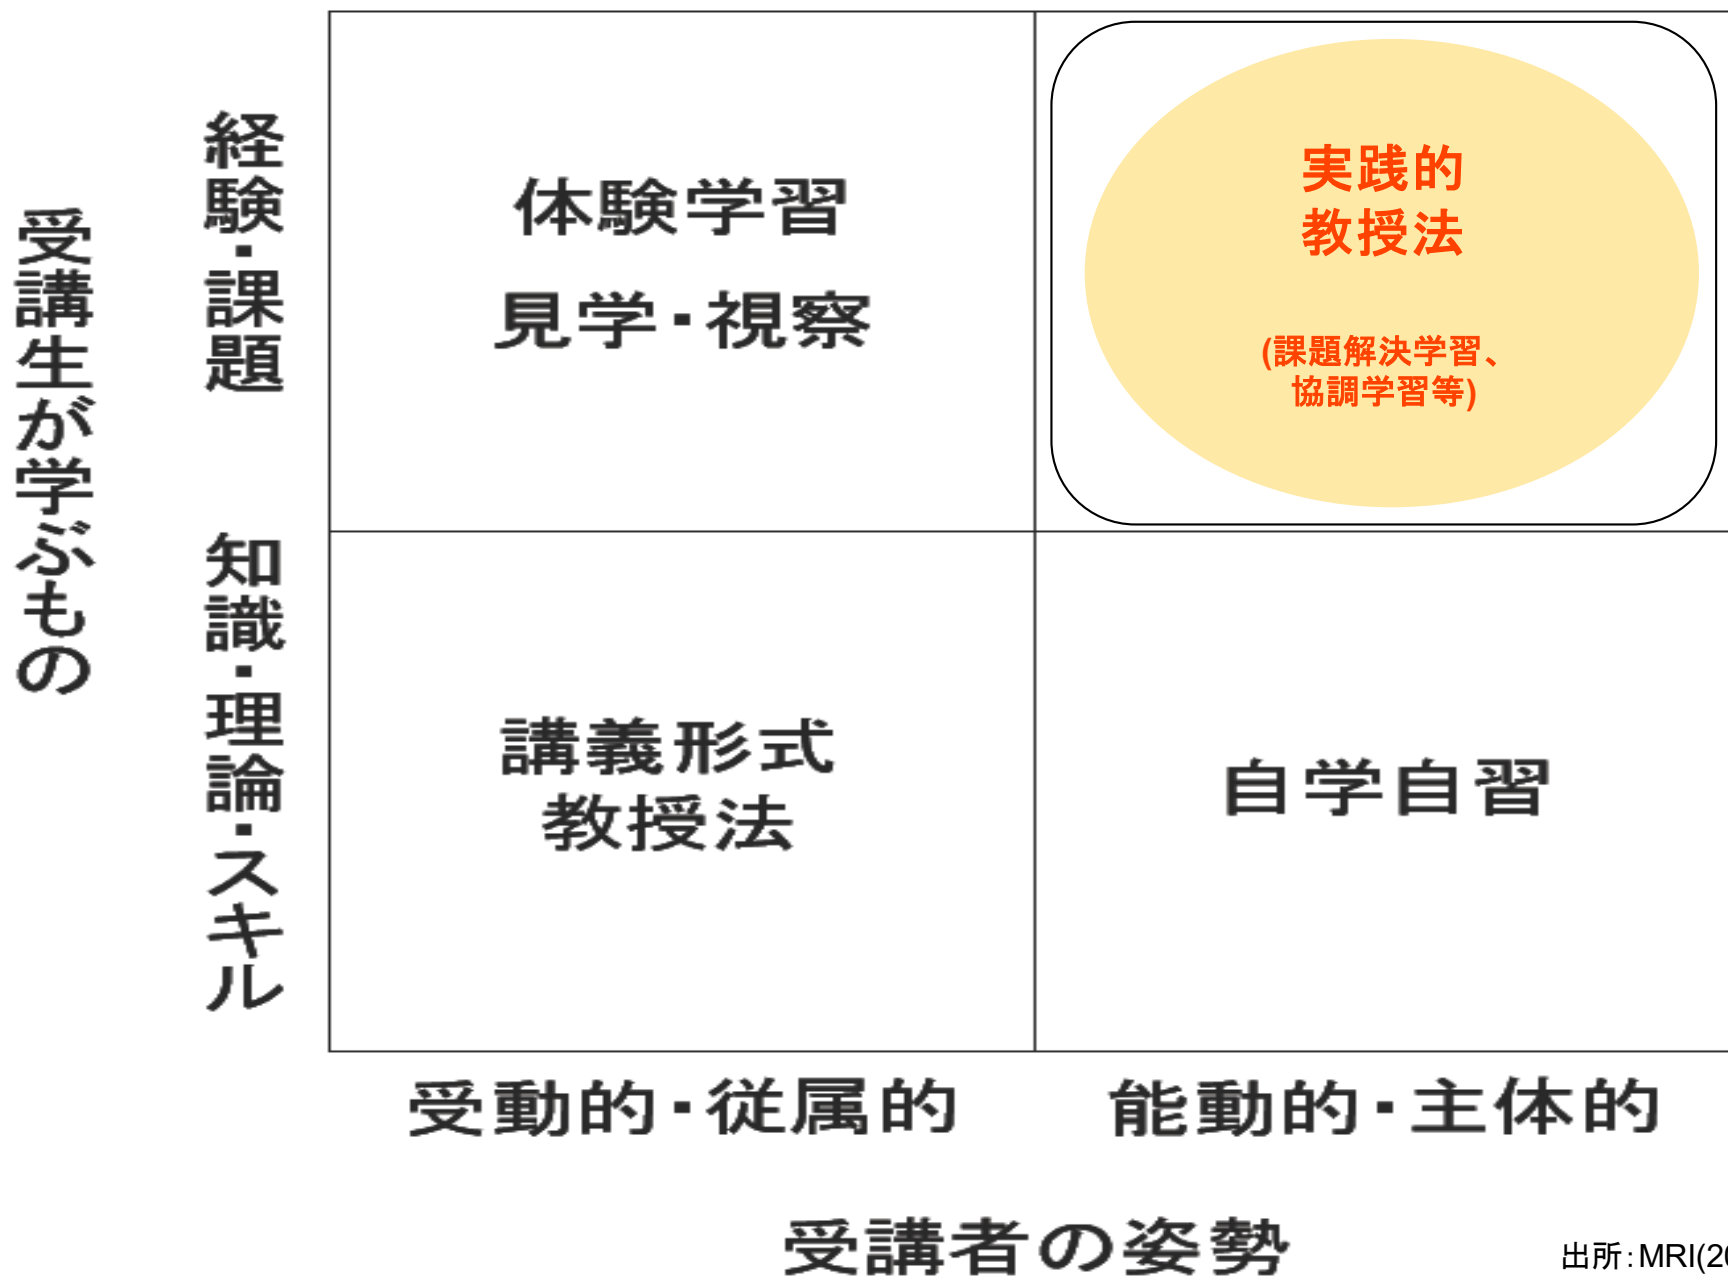 受講生が学ぶもの
経験・課題
体験学習
見学・視察
実践的
教授法
(課題解決学習、
協調学習等)
知識・理論・スキル
講義形式
教授法
自学自習
受動的・従属的
能動的・主体的
受講者の姿勢
出所：MRI(20